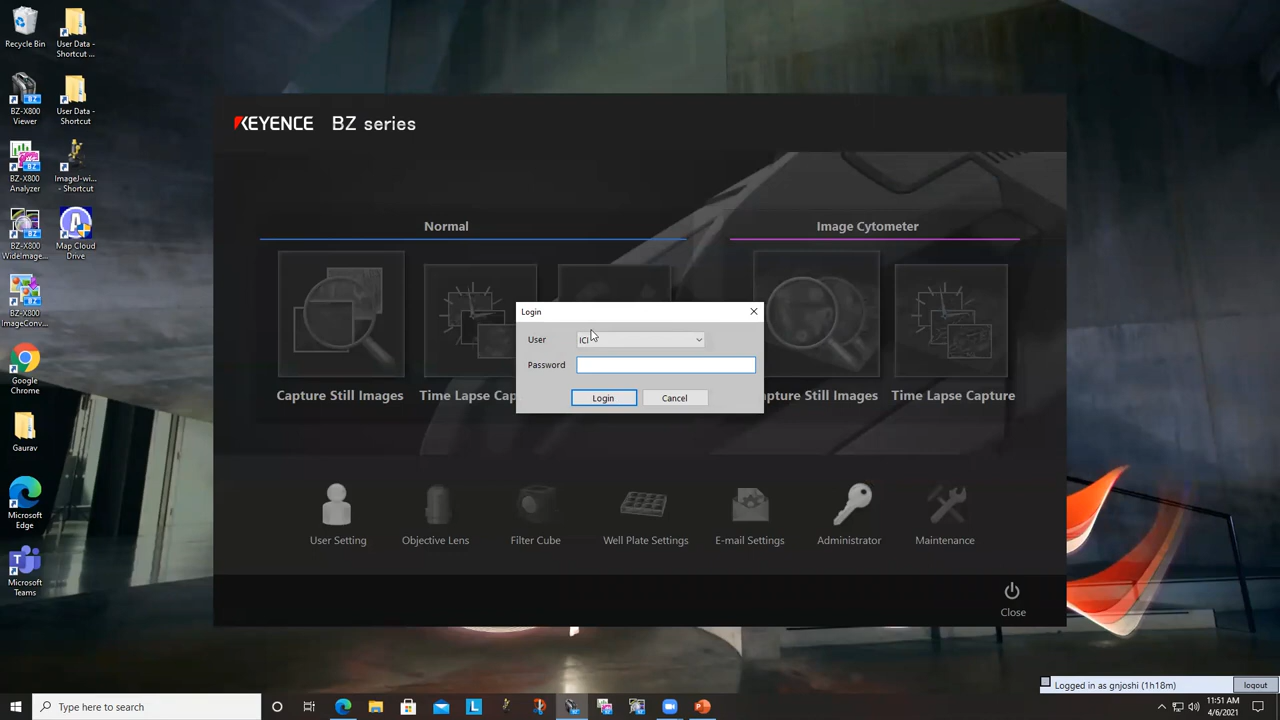 Recycle Bin
User Data -
Shortcut ...
BZ-X800
Viewer
User Data -
Shortcut
BZ-X800
Analyzer
ImageJ-wi...
- Shortcut
BZ-X800
WideImage...
Map Cloud
Drive
BZ-X800
ImageConv...
Google
Chrome
Gaurav
Microsoft
Edge
Microsoft
Teams
KEYENCE BZ series
Normal
Image Cytometer
Login
User
ICI
Password
Login
Cancel
Capture Still Images
Time Lapse Cap
apture Still Images
Time Lapse Capture
User Setting
Objective Lens
Filter Cube
Well Plate Settings
E-mail Settings
Administrator
Maintenance
Close
Logged in as gnjoshi (1h18m)
logout
Type here to search
11:51 AM
4/6/2021